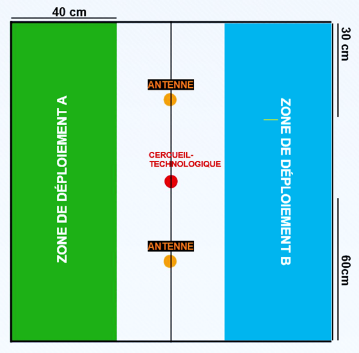 40 cm
30 cm
ANTENNE
CERCUEIL-
TECHNOLOGIQUE
ZONE DE DÉPLOIEMENT A
ZONE DE DÉPLOIEMENT B
ANTENNE
60cm